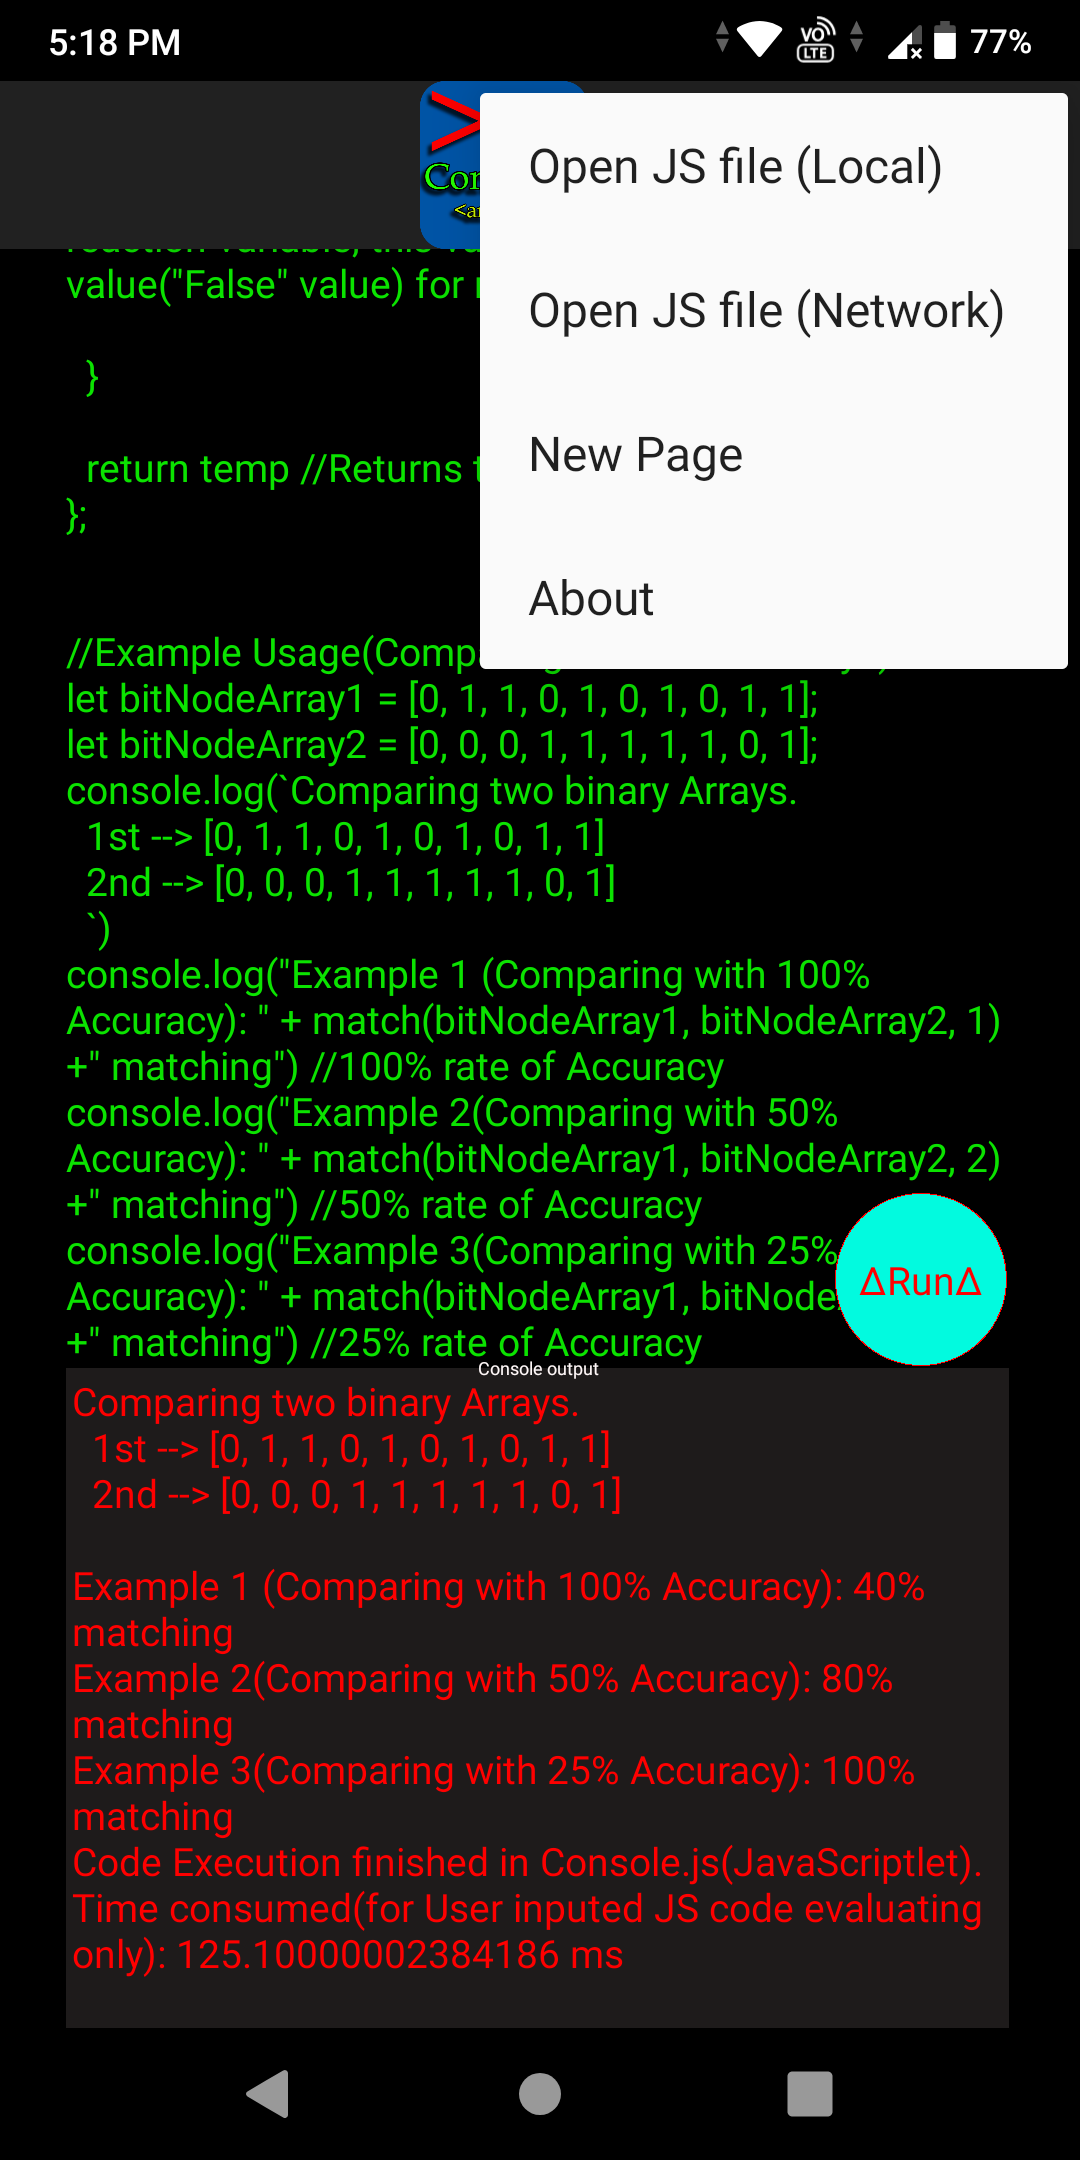 5:18 PM
VO LTE
77%
>
Con
Open JS file (Local)
Open JS file (Network)
New Page
About
value("False" value) for
}
return temp //Returns
};
//Example Usage(Comp
let bitNodeArray1 = [0, 1, 1, 0, 1, 0, 1, 0, 1, 1];
let bitNodeArray2 = [0, 0, 0, 1, 1, 1, 1, 1, 0, 1];
console.log(`Comparing two binary Arrays.
1st --> [0, 1, 1, 0, 1, 0, 1, 0, 1, 1]
2nd --> [0, 0, 0, 1, 1, 1, 1, 1, 0, 1]
`)
console.log("Example 1 (Comparing with 100%
Accuracy): " + match(bitNodeArray1, bitNodeArray2, 1)
+" matching") //100% rate of Accuracy
console.log("Example 2(Comparing with 50%
Accuracy): " + match(bitNodeArray1, bitNodeArray2, 2)
+" matching") //50% rate of Accuracy
console.log("Example 3(Comparing with 25%
Accuracy): " + match(bitNodeArray1, bitNode
+" matching") //25% rate of Accuracy
ΔRunΔ
Console output
Comparing two binary Arrays.
1st --> [0, 1, 1, 0, 1, 0, 1, 0, 1, 1]
2nd --> [0, 0, 0, 1, 1, 1, 1, 1, 0, 1]
Example 1 (Comparing with 100% Accuracy): 40%
matching
Example 2(Comparing with 50% Accuracy): 80%
matching
Example 3(Comparing with 25% Accuracy): 100%
matching
Code Execution finished in Console.js(JavaScriptlet).
Time consumed(for User inputed JS code evaluating
only): 125.10000002384186 ms